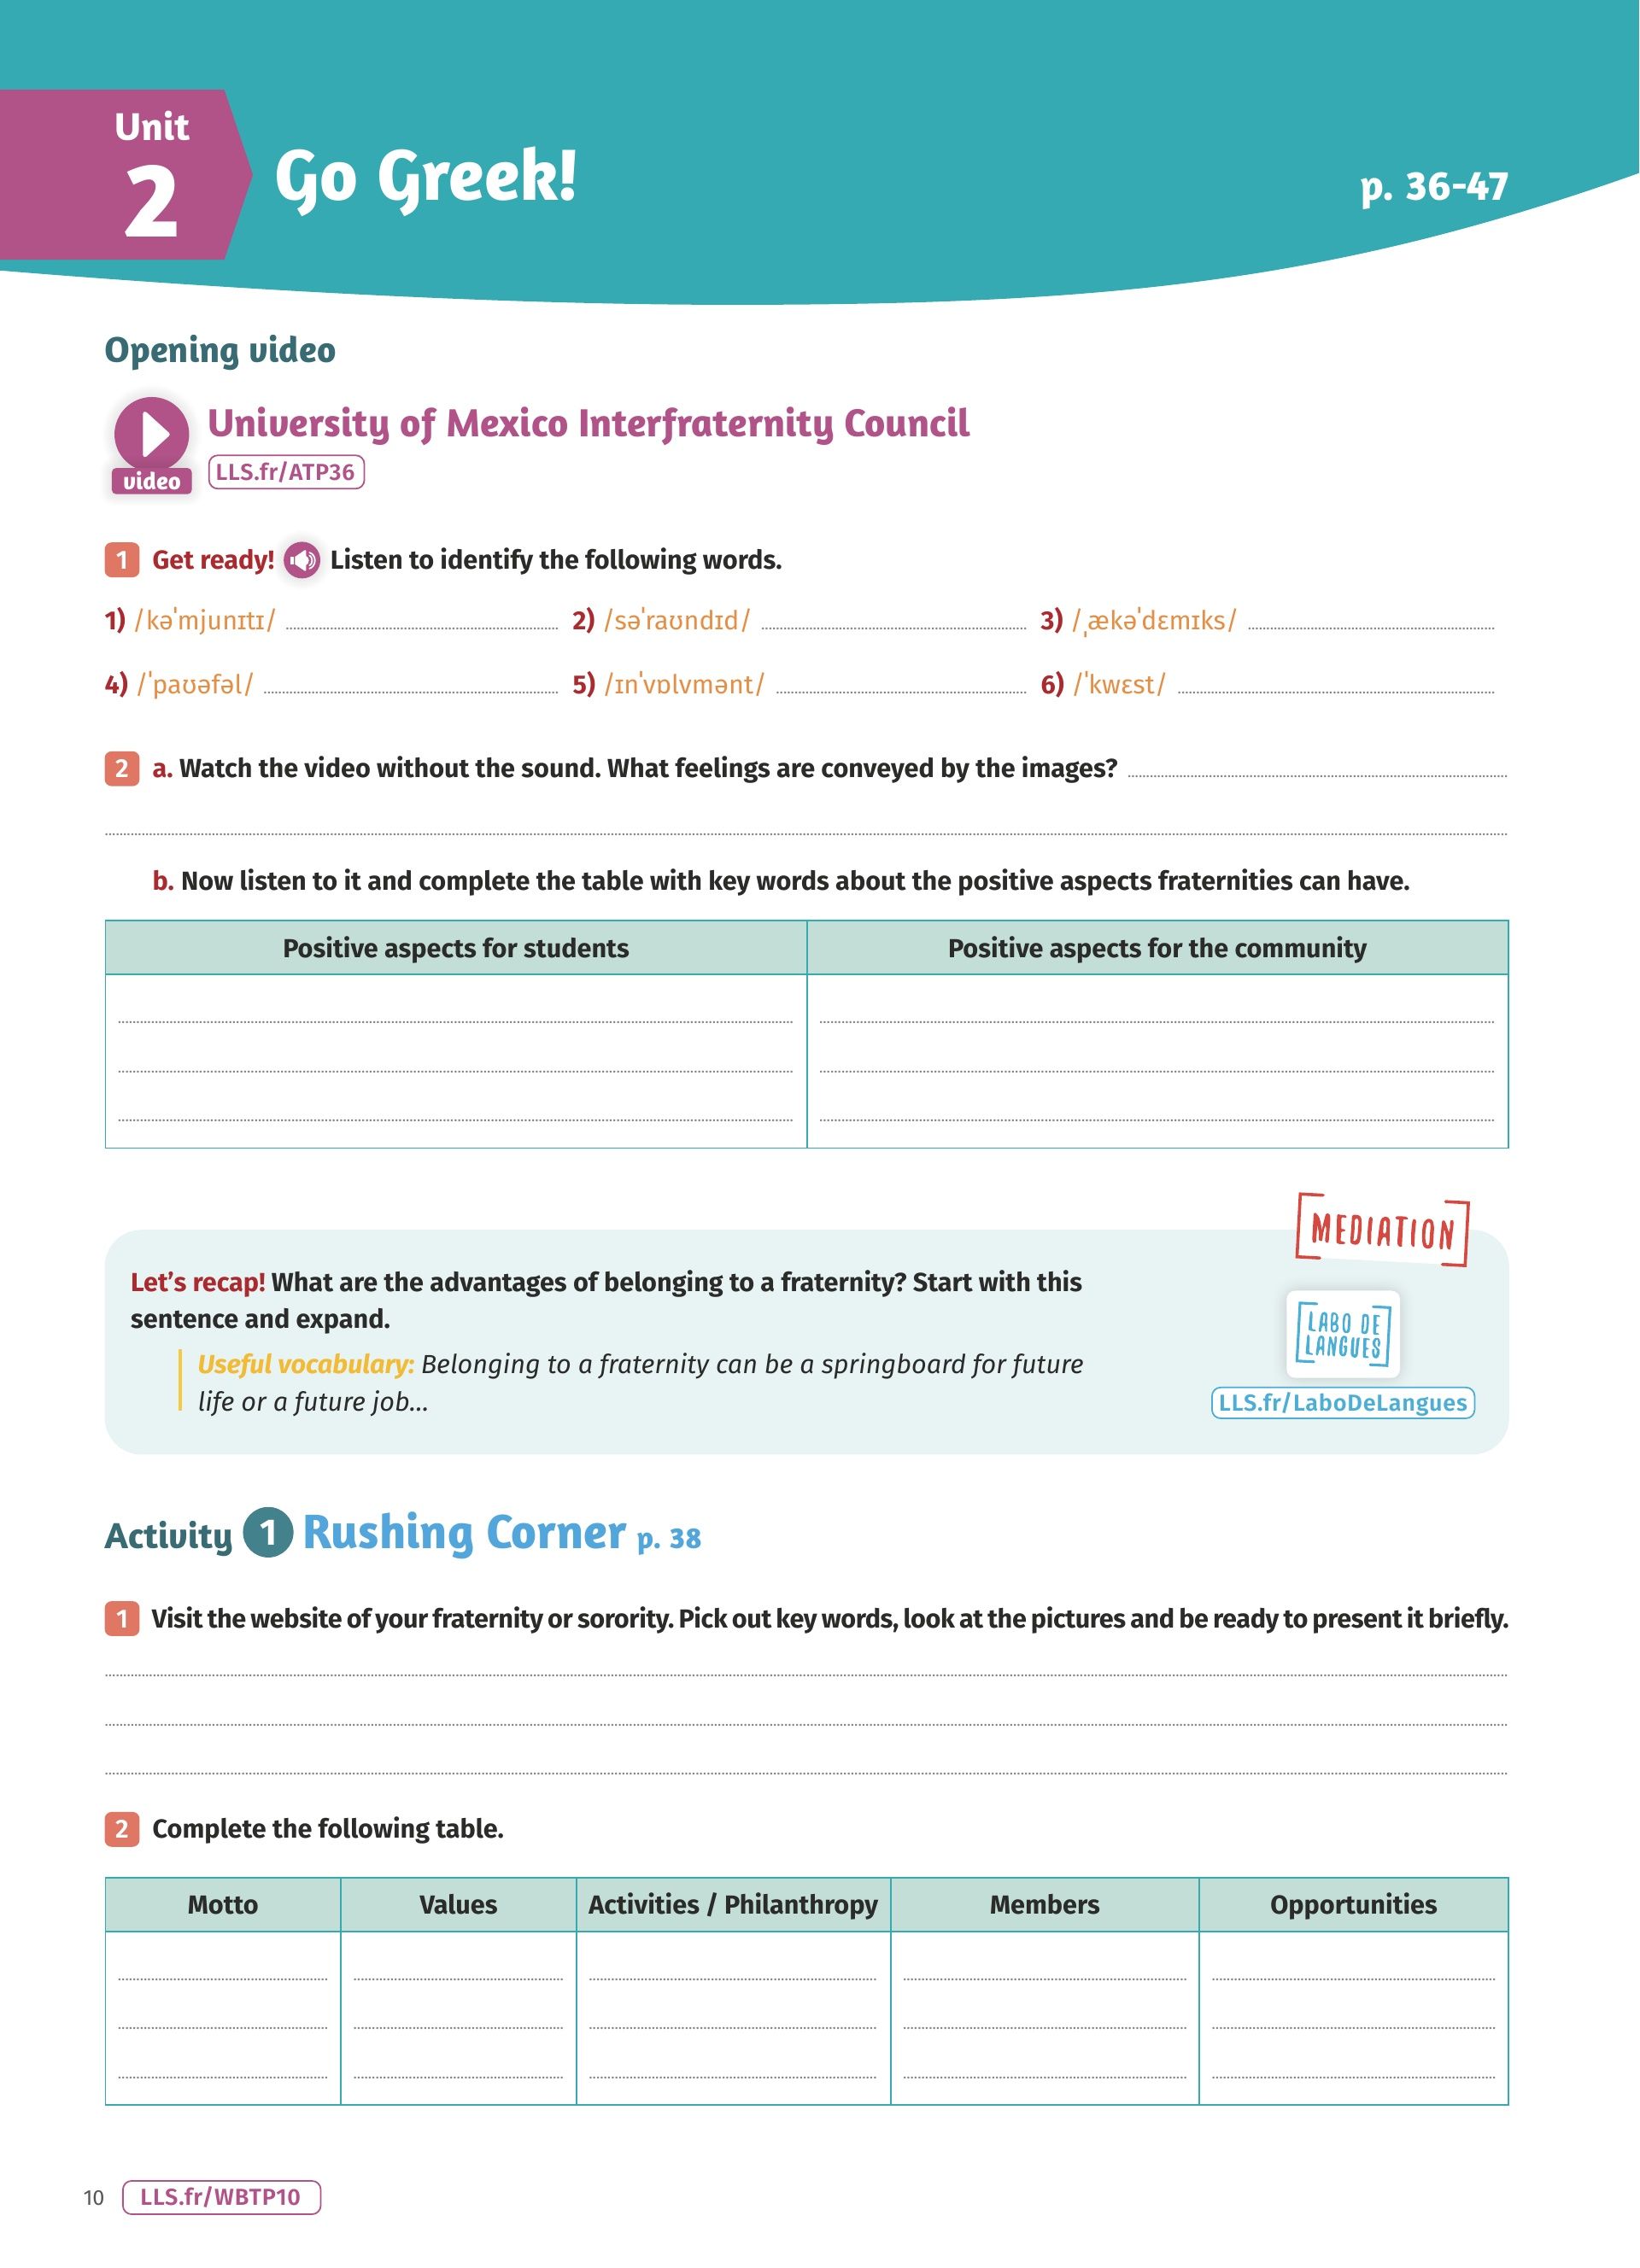 Unit
2
Go Greek!
p. 36-47
Opening video
video
University of Mexico Interfraternity Council
LLS.fr/ATP36
1 Get ready! Listen to identify the following words.
1) /kəˈmjunɪtɪ/ 2) /səˈraʊndɪd/ 3) /ˌækəˈdɛmɪks/
4) /ˈpaʊəfəl/ 5) /ɪnˈvɒlvmənt/ 6) /ˈkwɛst/
2 a. Watch the video without the sound. What feelings are conveyed by the images?
b. Now listen to it and complete the table with key words about the positive aspects fraternities can have.
Positive aspects for students Positive aspects for the community
MEDIATION
Let’s recap! What are the advantages of belonging to a fraternity? Start with this
sentence and expand.
Useful vocabulary: Belonging to a fraternity can be a springboard for future
life or a future job...
LABO DE
LANGUES
LLS.fr/LaboDeLangues
Activity 1 Rushing Corner p. 38
1 Visit the website of your fraternity or sorority. Pick out key words, look at the pictures and be ready to present it briefly.
2 Complete the following table.
Motto Values Activities / Philanthropy Members Opportunities
10 LLS.fr/WBTP10